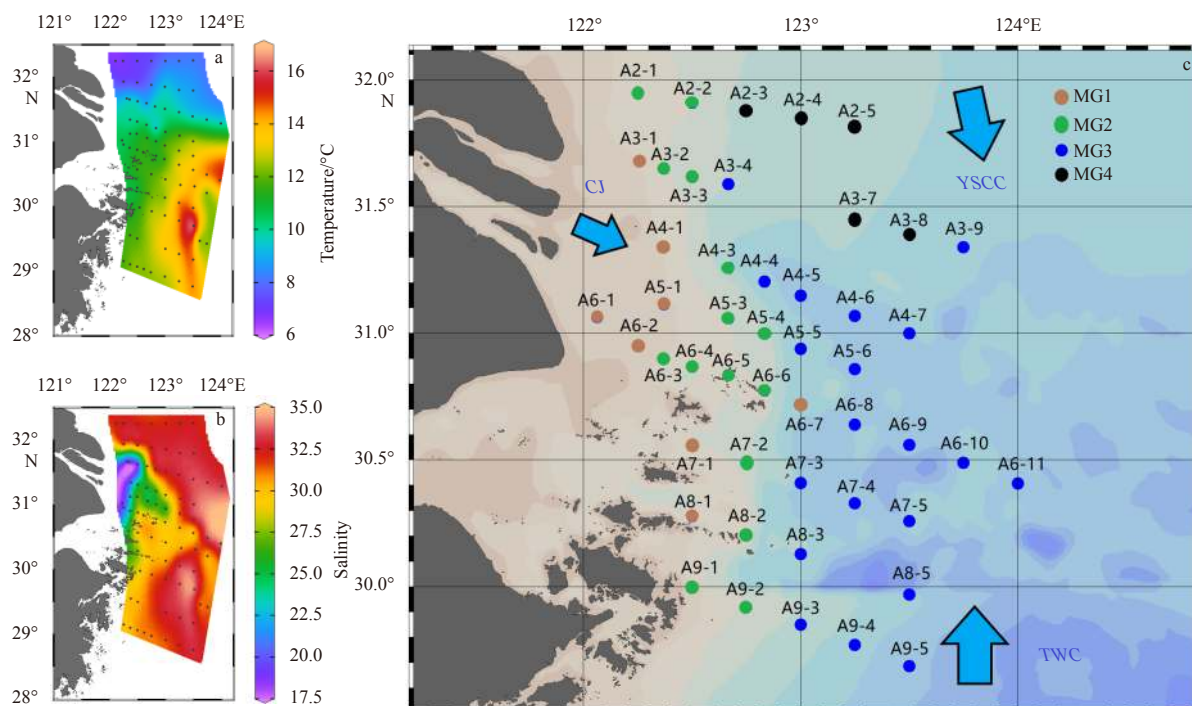 121° 122° 123° 124°E
a
32°
N
31°
30°
29°
28°
16
14
12
10
8
6
Temperature/°C
121° 122° 123° 124°E
b
32°
N
31°
30°
29°
28°
35.0
32.5
30.0
27.5
25.0
22.5
20.0
17.5
Salinity
122° 123° 124°E
c
32.0°
N
31.5°
31.0°
30.5°
30.0°
MG1
MG2
MG3
MG4
CJ
YSCC
TWC
A2-1
A2-2
A2-3
A2-4
A2-5
A3-1
A3-2
A3-3
A3-4
A3-7
A3-8
A3-9
A4-1
A4-3
A4-4
A4-5
A4-6
A4-7
A5-1
A5-3
A5-4
A5-5
A5-6
A6-1
A6-2
A6-3
A6-4
A6-5
A6-6
A6-7
A6-8
A6-9
A6-10
A6-11
A7-1
A7-2
A7-3
A7-4
A7-5
A8-1
A8-2
A8-3
A8-5
A9-1
A9-2
A9-3
A9-4
A9-5